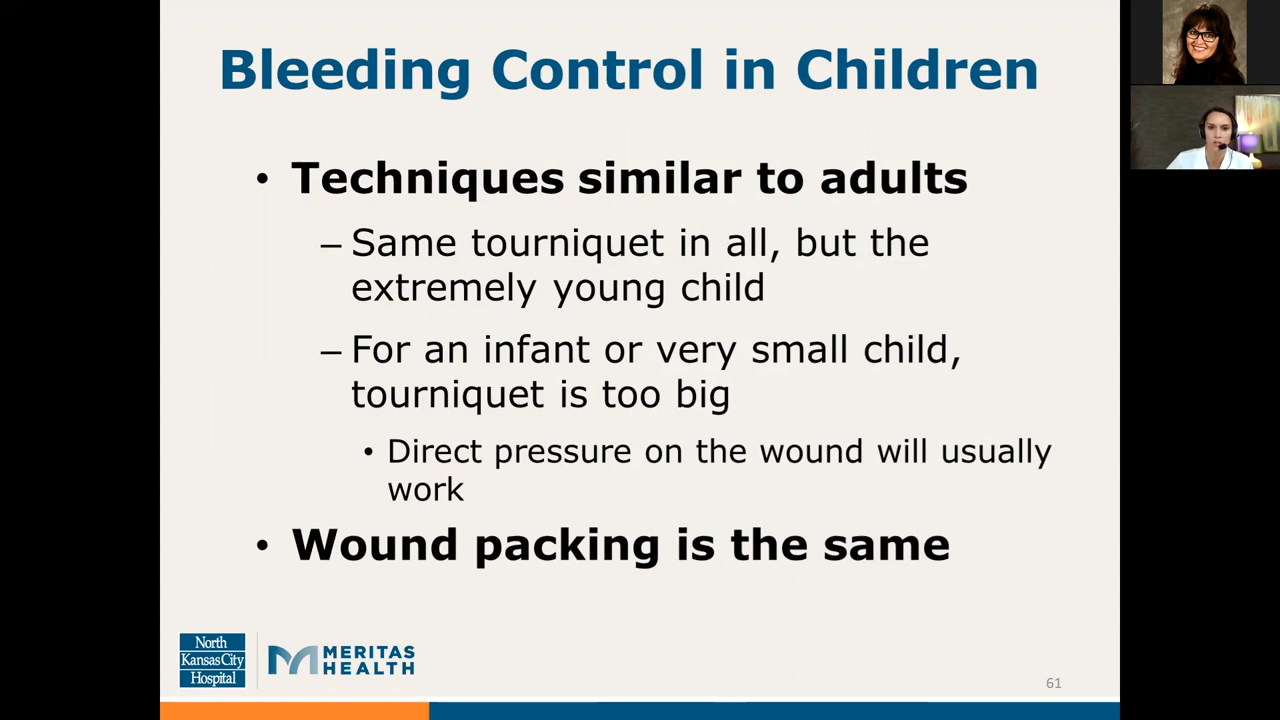 Bleeding Control in Children
• Techniques similar to adults
– Same tourniquet in all, but the
extremely young child
– For an infant or very small child,
tourniquet is too big
• Direct pressure on the wound will usually
work
• Wound packing is the same
North
Kansas City
Hospital
MERITAS
HEALTH
61